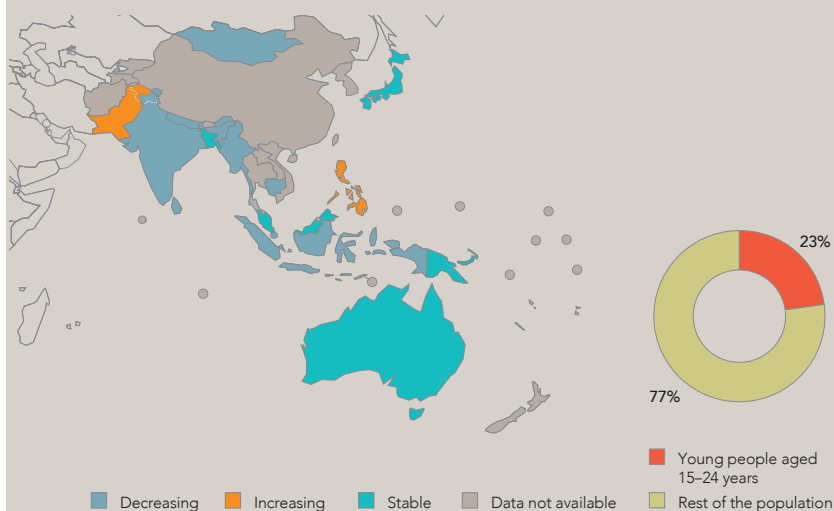 23%
77%
Young people aged
15–24 years
Decreasing
Increasing
Stable
Data not available
Rest of the population